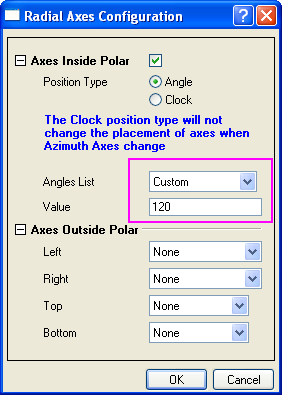 Radial Axes Configuration
Axes Inside Polar
Position Type Angle
Clock
The Clock position type will not
change the placement of axes when
Azimuth Axes change
Angles List Custom
Value 120
Axes Outside Polar
Left None
Right None
Top None
Bottom None
OK Cancel